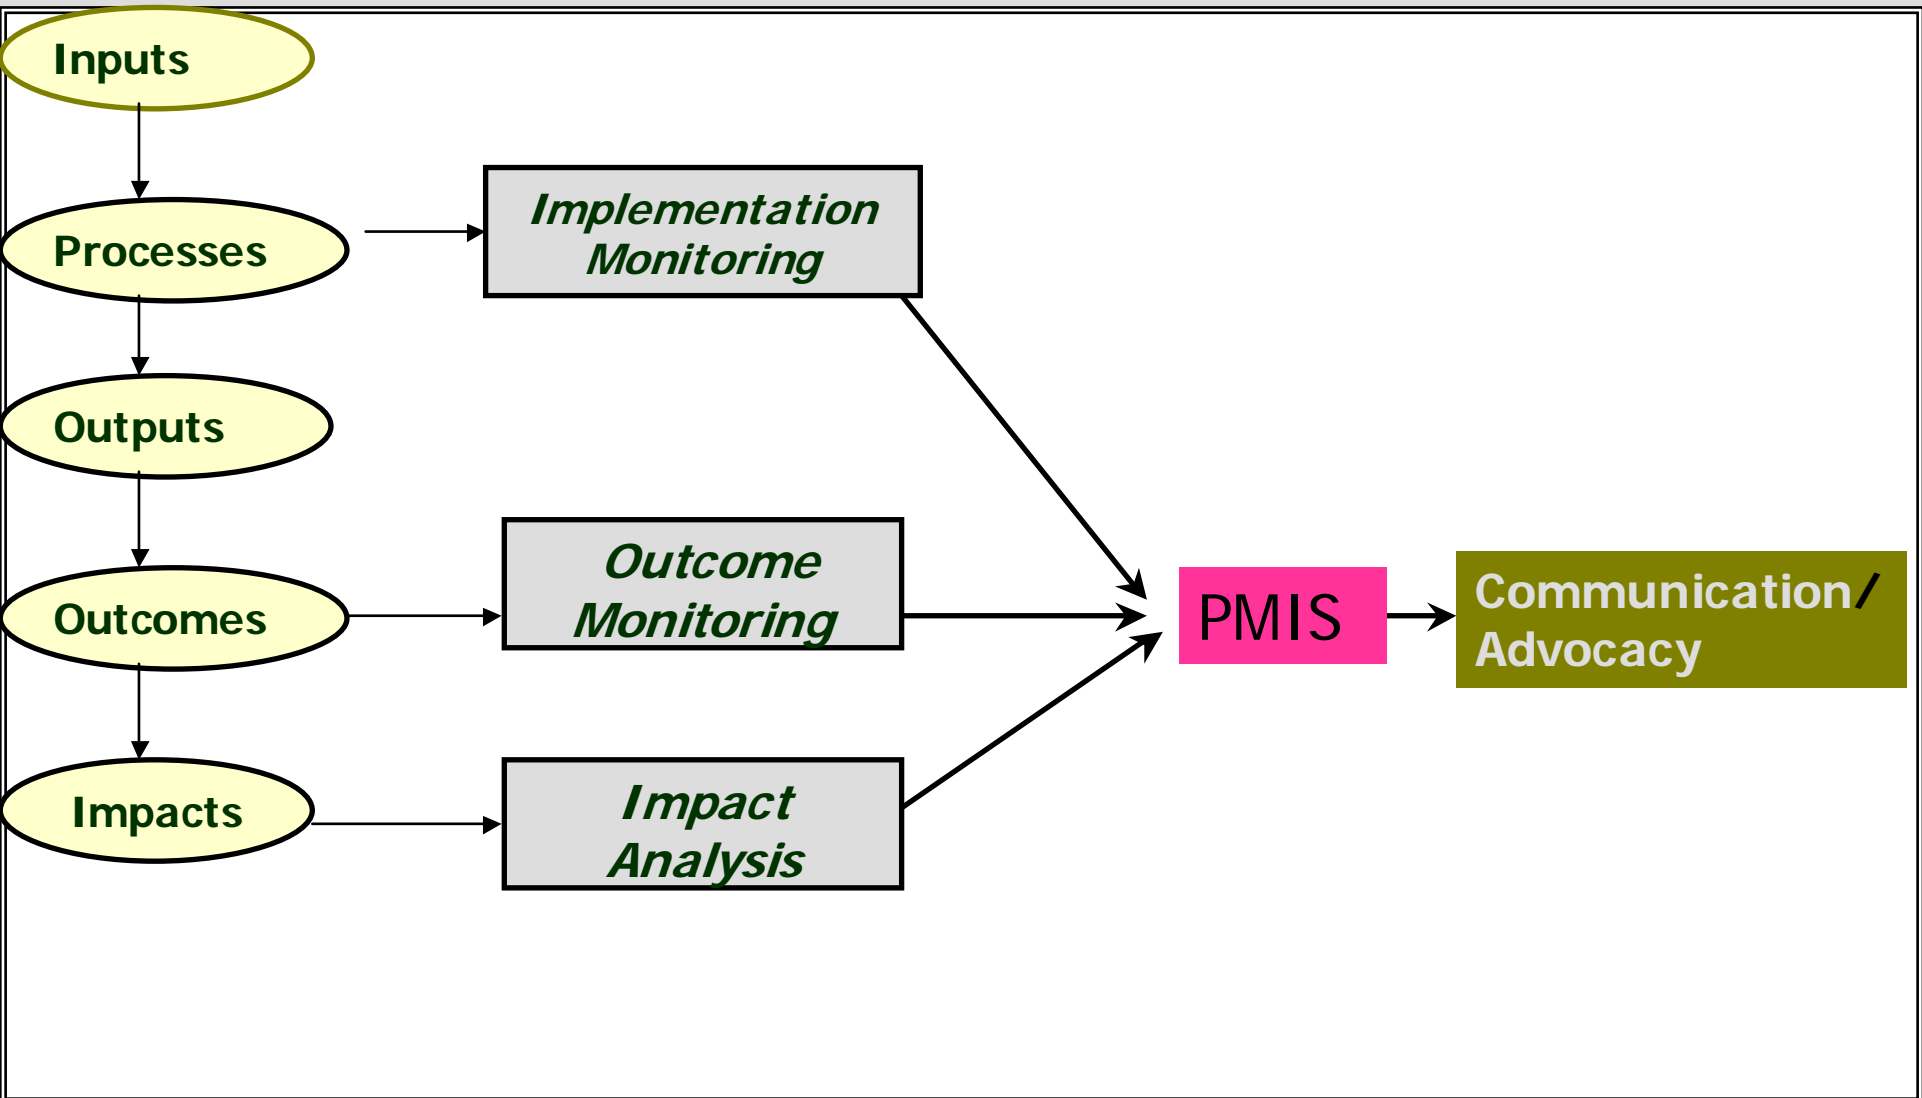 Inputs
Processes
Implementation
Monitoring
Outputs
Outcomes
Outcome
Monitoring
PMIS
Communication/
Advocacy
Impacts
Impact
Analysis